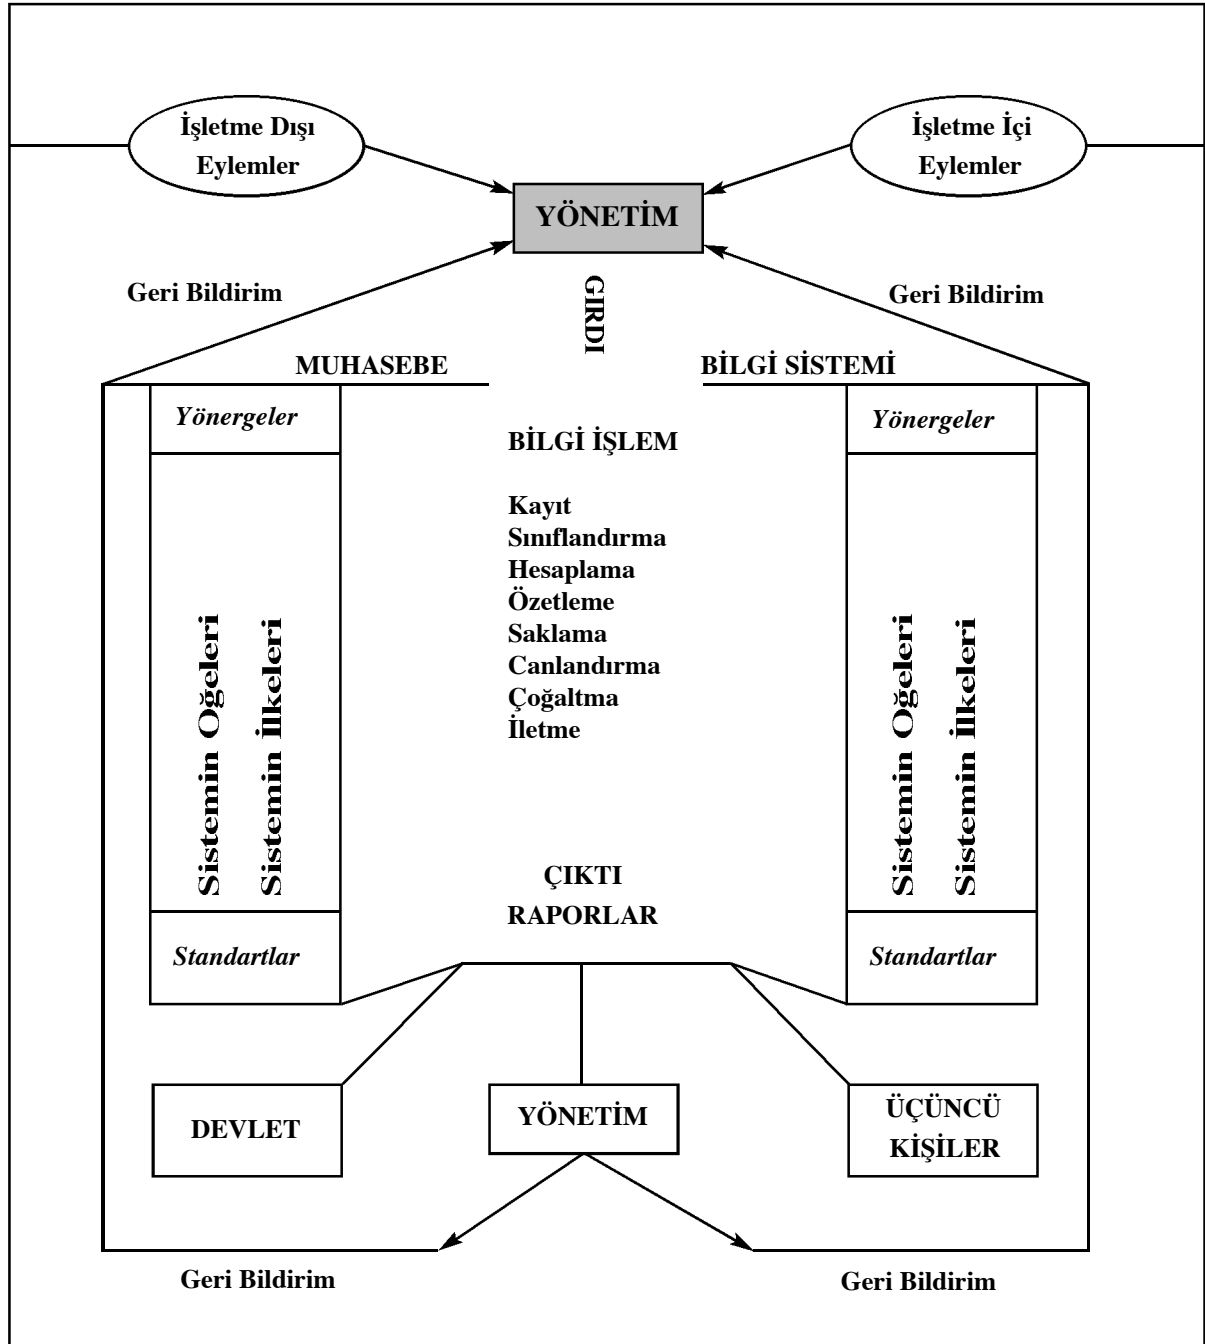 İşletme Dışı
Eylemler
İşletme İçi
Eylemler
YÖNETİM
Geri Bildirim
GIRDI
Geri Bildirim
MUHASEBE
BİLGİ SİSTEMİ
Yönergeler
Yönergeler
BİLGİ İŞLEM
Kayıt
Sınıflandırma
Hesaplama
Özetleme
Saklama
Canlandırma
Çoğaltma
İletme
Sistemin Oğeleri
Sistemin İlkeleri
Sistemin Oğeleri
Sistemin İlkeleri
ÇIKTI
RAPORLAR
Standartlar
Standartlar
DEVLET
YÖNETİM
ÜÇÜNCÜ
KİŞİLER
Geri Bildirim
Geri Bildirim